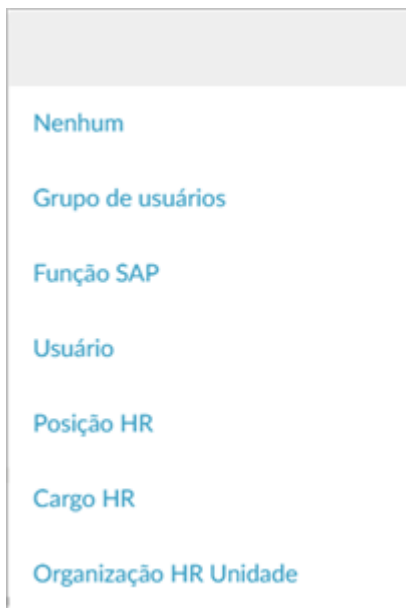 Nenhum
Grupo de usuários
Função SAP
Usuário
Posição HR
Cargo HR
Organização HR Unidade